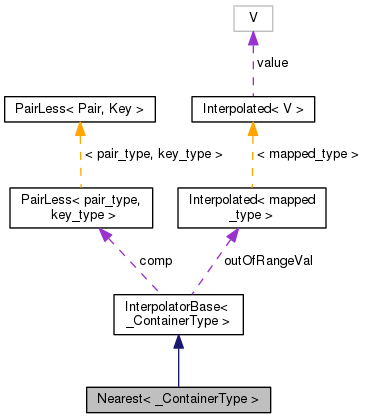 V
value
PairLess< Pair, Key >
Interpolated< V >
< pair_type, key_type >
< mapped_type >
PairLess< pair_type,
key_type >
Interpolated< mapped
_type >
comp
outOfRangeVal
InterpolatorBase<
_ContainerType >
Nearest< _ContainerType >